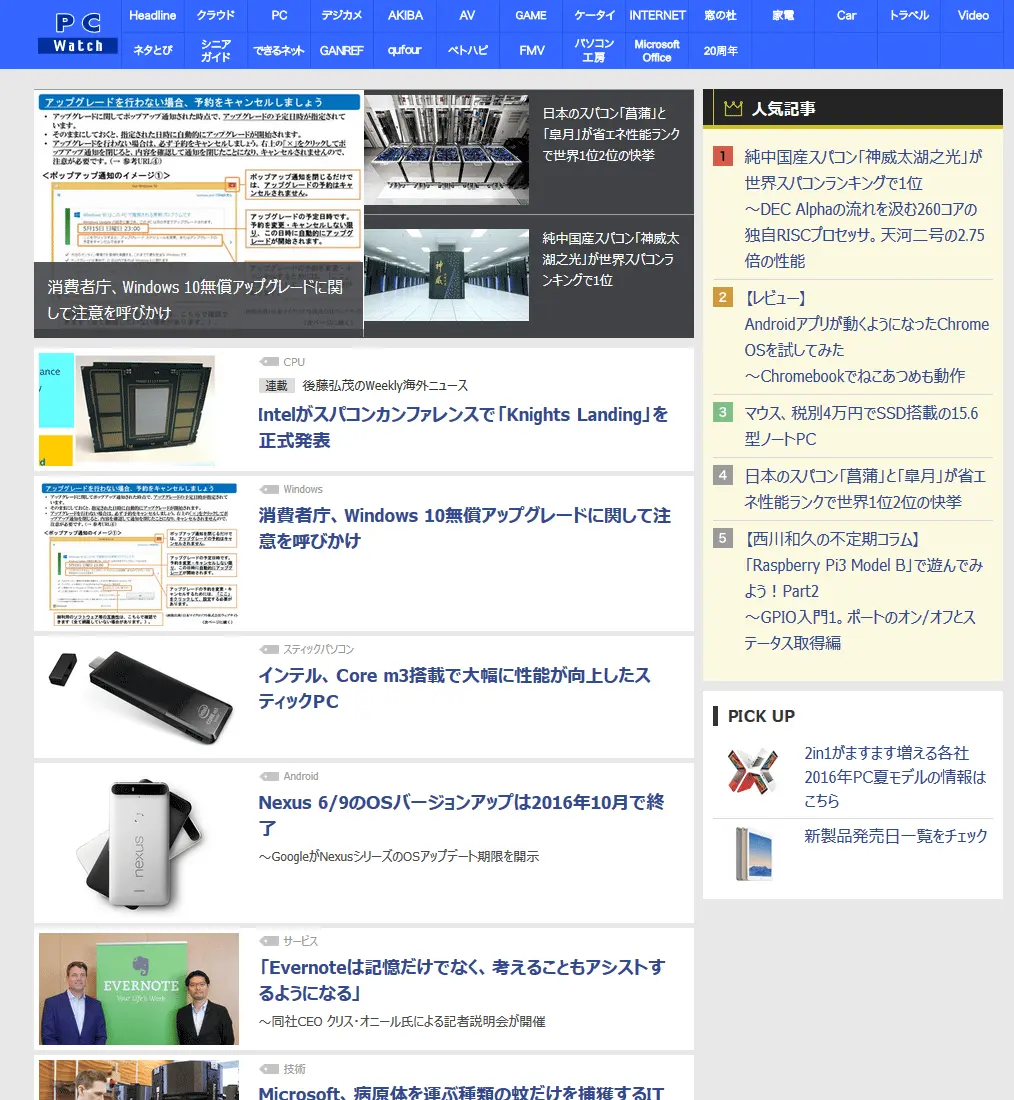 PC Watch
Headline
クラウド
PC
デジカメ
AKIBA
AV
GAME
ケータイ
INTERNET
窓の杜
家電
Car
トラベル
Video
ネタとぴ
シニア
ガイド
できるネット
GANREF
qufour
ペトハピ
FMV
パソコン
工房
Microsoft
Office
20周年
アップグレードを行わない場合、予約をキャンセルしましょう
消費者庁、Windows 10無償アップグレードに関
して注意を呼びかけ
日本のスパコン「菖蒲」と
「皐月」が省エネ性能ランク
で世界1位2位の快挙
純中国産スパコン「神威太
湖之光」が世界スパコンラ
ンキングで1位
CPU
連載 後藤弘茂のWeekly海外ニュース
Intelがスパコンカンファレンスで「Knights Landing」を
正式発表
Windows
消費者庁、Windows 10無償アップグレードに関して注
意を呼びかけ
スティックパソコン
インテル、Core m3搭載で大幅に性能が向上したス
ティックPC
Android
Nexus 6/9のOSバージョンアップは2016年10月で終
了
～GoogleがNexusシリーズのOSアップデート期限を開示
nexus
サービス
「Evernoteは記憶だけでなく、考えることもアシストす
るようになる」
～同社CEO クリス・オニール氏による記者説明会が開催
EVERNOTE
Your Life's Work
技術
Microsoft、病原体を運ぶ種類の蚊だけを捕獲するIT
人気記事
1 純中国産スパコン「神威太湖之光」が
世界スパコンランキングで1位
～DEC Alphaの流れを汲む260コアの
独自RISCプロセッサ。天河二号の2.75
倍の性能
2 【レビュー】
Androidアプリが動くようになったChrome
OSを試してみた
～Chromebookでねこあつめも動作
3 マウス、税別4万円でSSD搭載の15.6
型ノートPC
4 日本のスパコン「菖蒲」と「皐月」が省エ
ネ性能ランクで世界1位2位の快挙
5 【西川和久の不定期コラム】
「Raspberry Pi3 Model B」で遊んでみ
よう！Part2
～GPIO入門1。ポートのオン/オフとス
テータス取得編
PICK UP
2in1がますます増える各社
2016年PC夏モデルの情報は
こちら
新製品発売日一覧をチェック